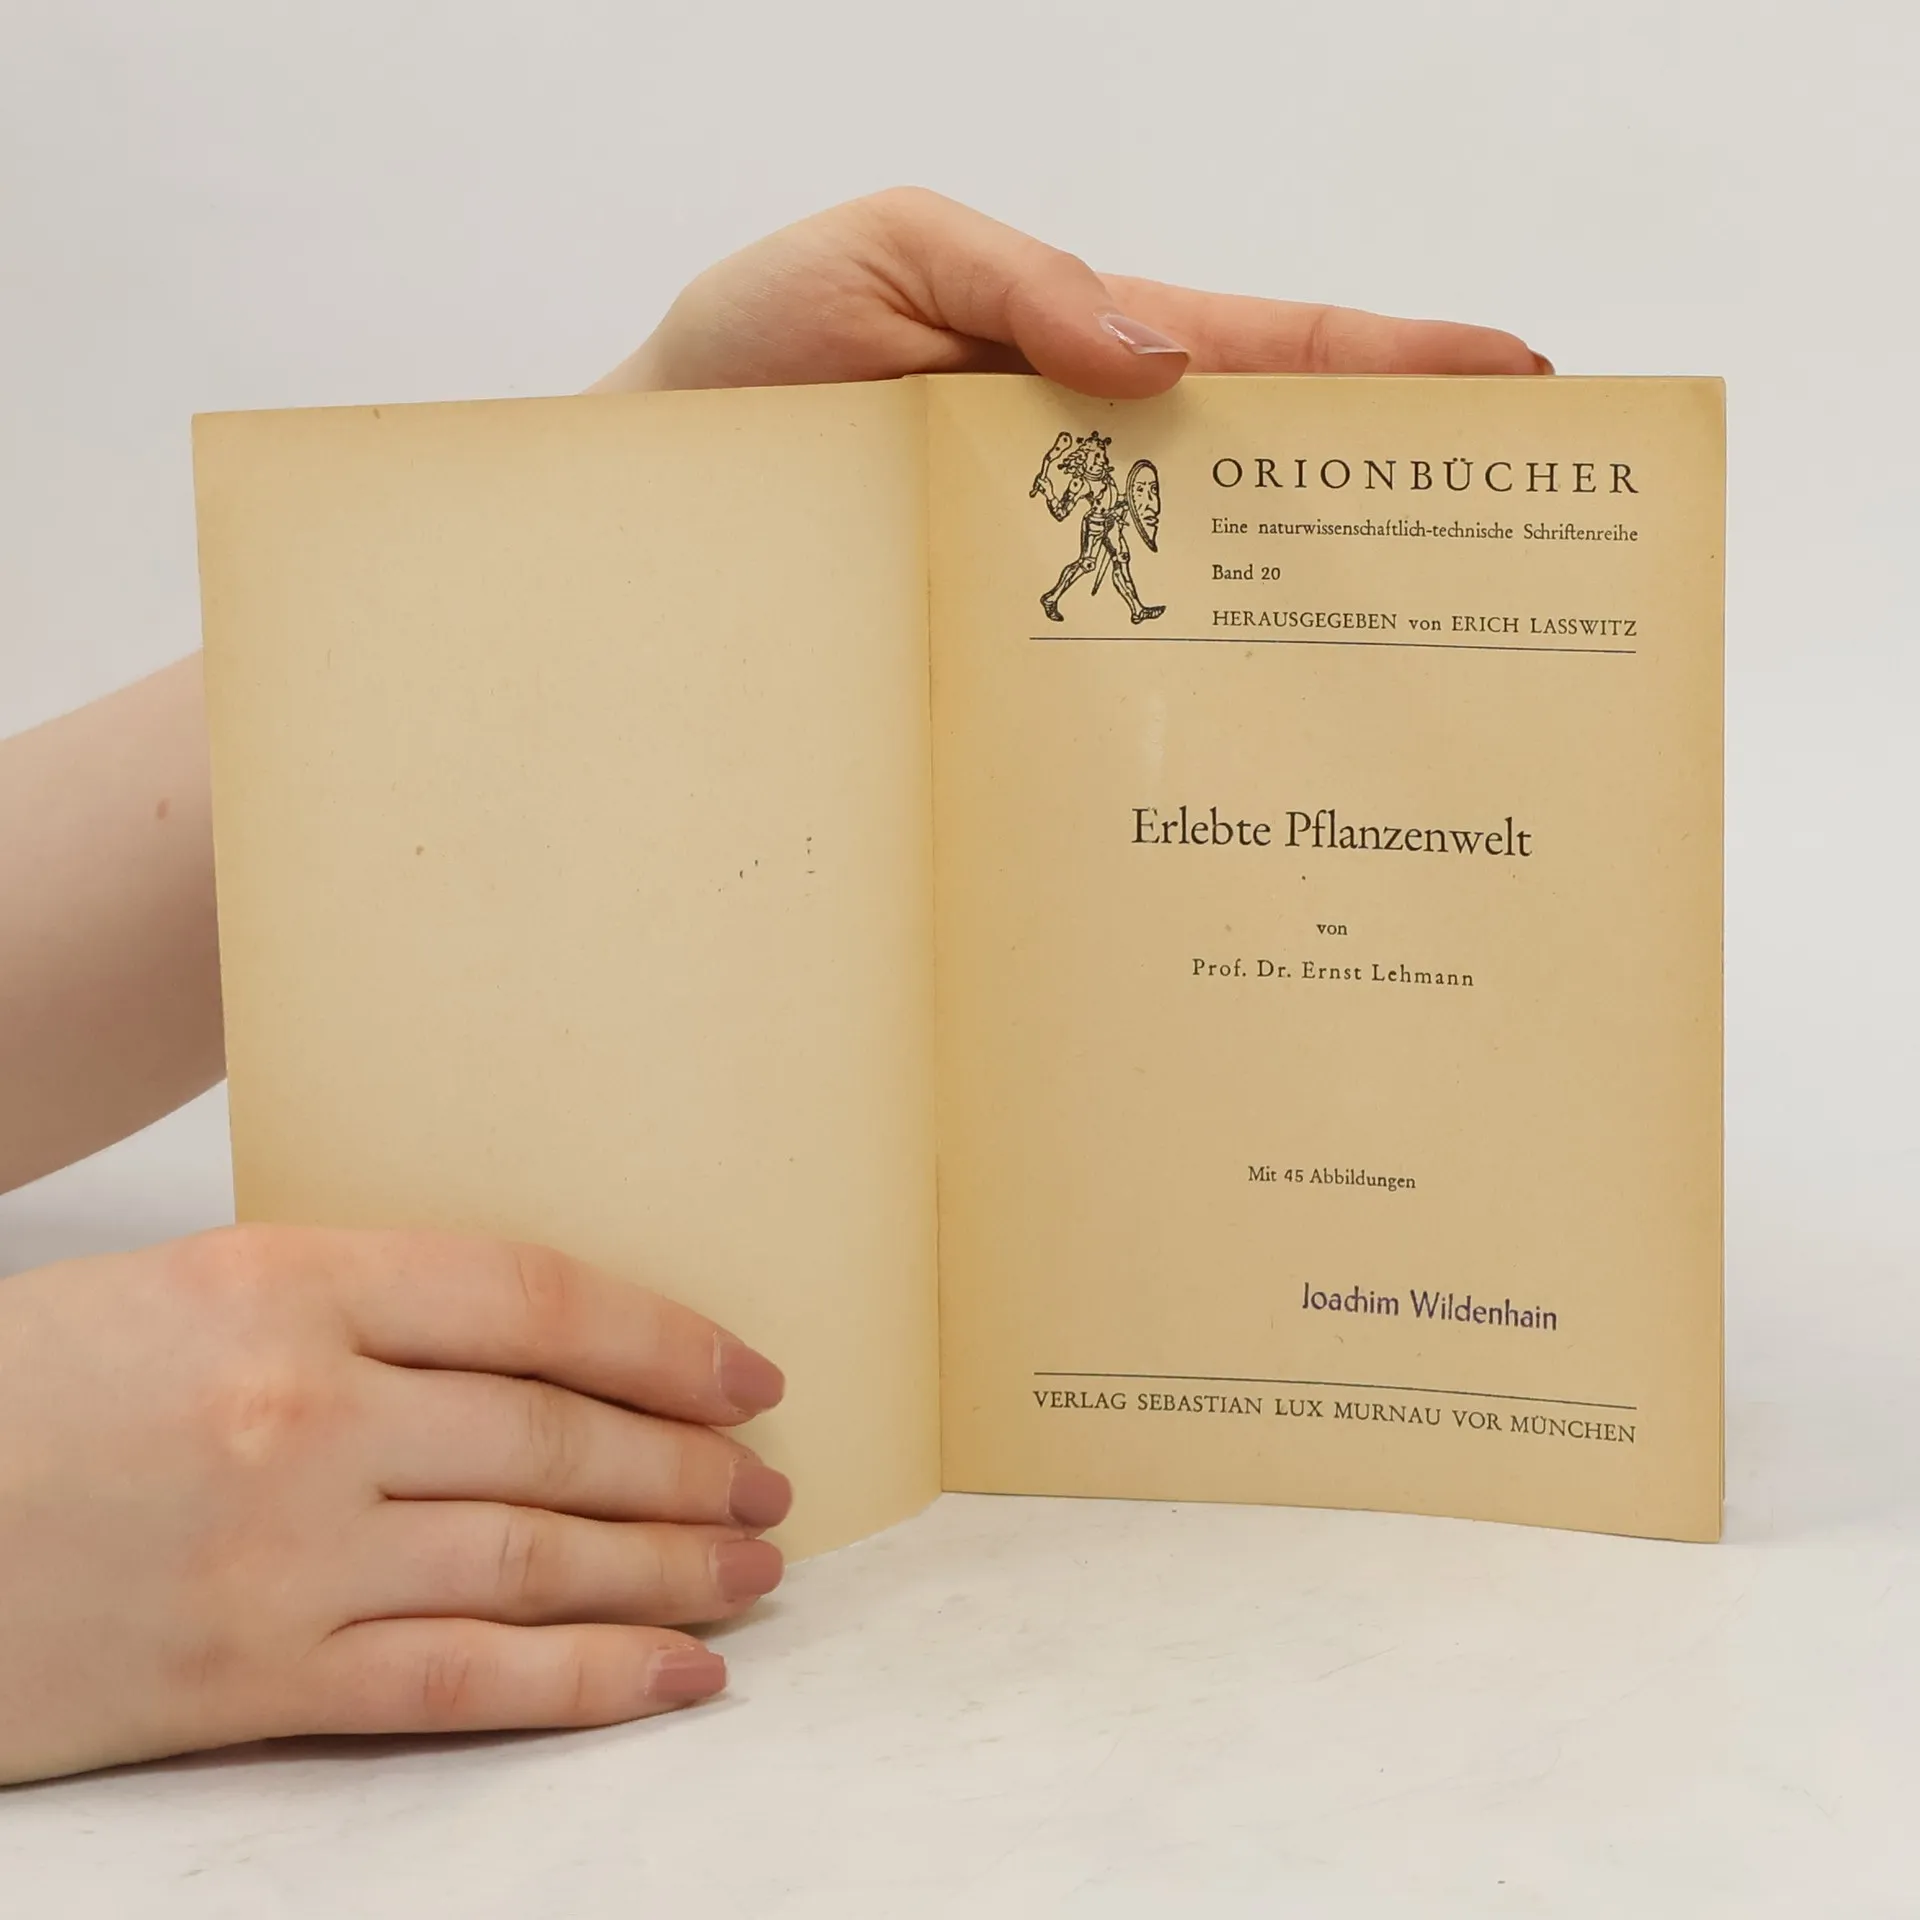 ORIONBÜCHER
Eine naturwissenschaftlich-technische Schriftenreihe
Band 20
HERAUSGEGEBEN von ERICH LASSWITZ
Erlebte Pflanzenwelt
von
Prof. Dr. Ernst Lehmann
Mit 45 Abbildungen
Joachim Wildenhain
VERLAG SEBASTIAN LUX MURNAU VOR MÜNCHEN